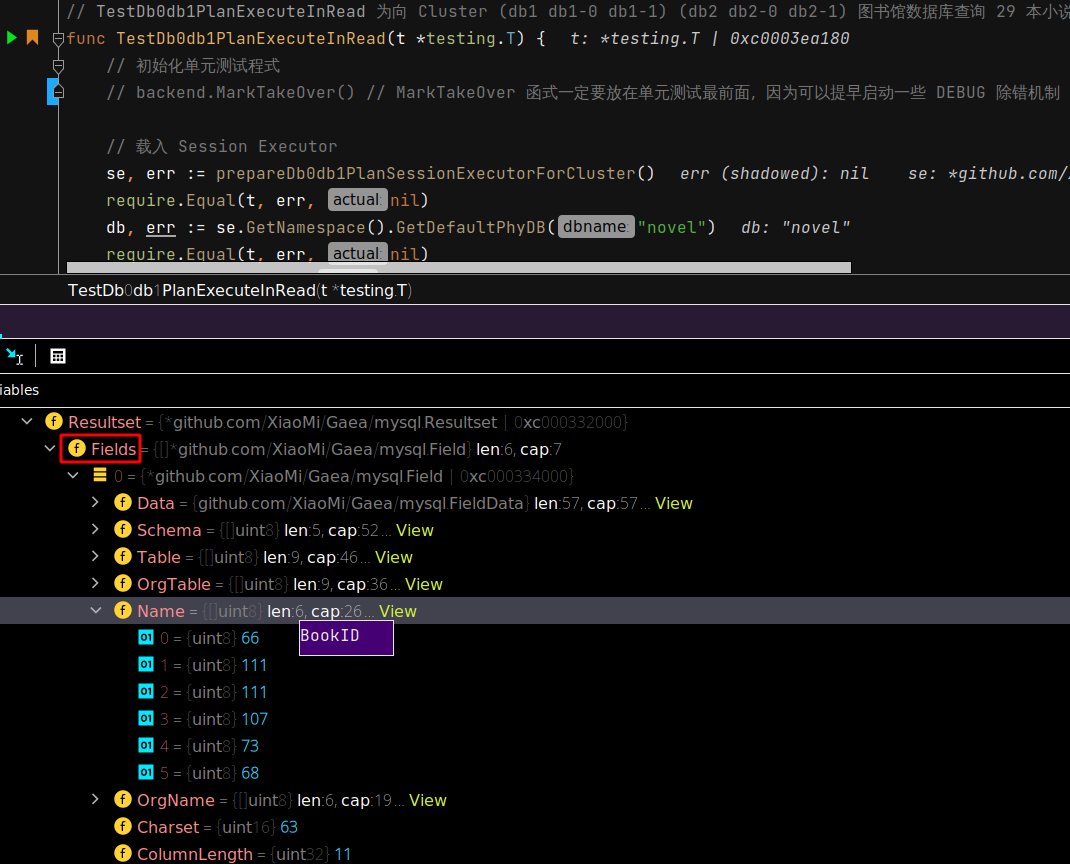 // TestDb0db1PlanExecuteInRead 为向 Cluster (db1 db1-0 db1-1) (db2 db2-0 db2-1) 图书馆数据库查询 29 本小说
func TestDb0db1PlanExecuteInRead(t *testing.T) {   t: *testing.T | 0xc0003ea180
// 初始化单元测试程式
// backend.MarkTakeOver() // MarkTakeOver 函式一定要放在单元测试最前面, 因为可以提早启动一些 DEBUG 除错机制
// 载入 Session Executor
se, err := prepareDb0db1PlanSessionExecutorForCluster()   err (shadowed): nil   se: *github.com/
require.Equal(t, err, actual: nil)
db, err := se.GetNamespace().GetDefaultPhyDB( dbname: "novel")   db: "novel"
require.Equal(t, err, actual: nil)
TestDb0db1PlanExecuteInRead(t *testing.T)
iables
Resultset = {*github.com/XiaoMi/Gaea/mysql.Resultset | 0xc000332000}
Fields = {[]*github.com/XiaoMi/Gaea/mysql.Field} len:6, cap:7
0 = {*github.com/XiaoMi/Gaea/mysql.Field | 0xc000334000}
Data = {github.com/XiaoMi/Gaea/mysql.FieldData} len:57, cap:57... View
Schema = {[]uint8} len:5, cap:52... View
Table = {[]uint8} len:9, cap:46... View
OrgTable = {[]uint8} len:9, cap:36... View
Name = {[]uint8} len:6, cap:26... View
BookID
0 = {uint8} 66
1 = {uint8} 111
2 = {uint8} 111
3 = {uint8} 107
4 = {uint8} 73
5 = {uint8} 68
OrgName = {[]uint8} len:6, cap:19... View
Charset = {uint16} 63
ColumnLength = {uint32} 11